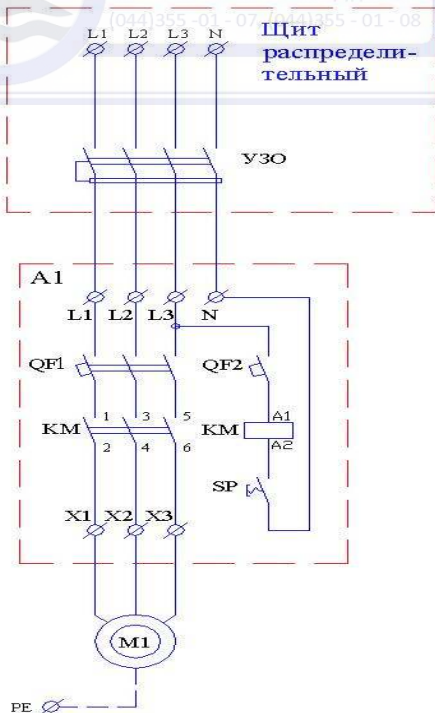 (044)355 -01 - 07, (044)355 - 01 - 08
L1 L2 L3 N
Щит
распредели-
тельный
УЗО
A1
L1 L2 L3 N
QF1
QF2
1 3 5
KM
2 4 6
A1
KM
A2
SP
X1 X2 X3
M1
PE